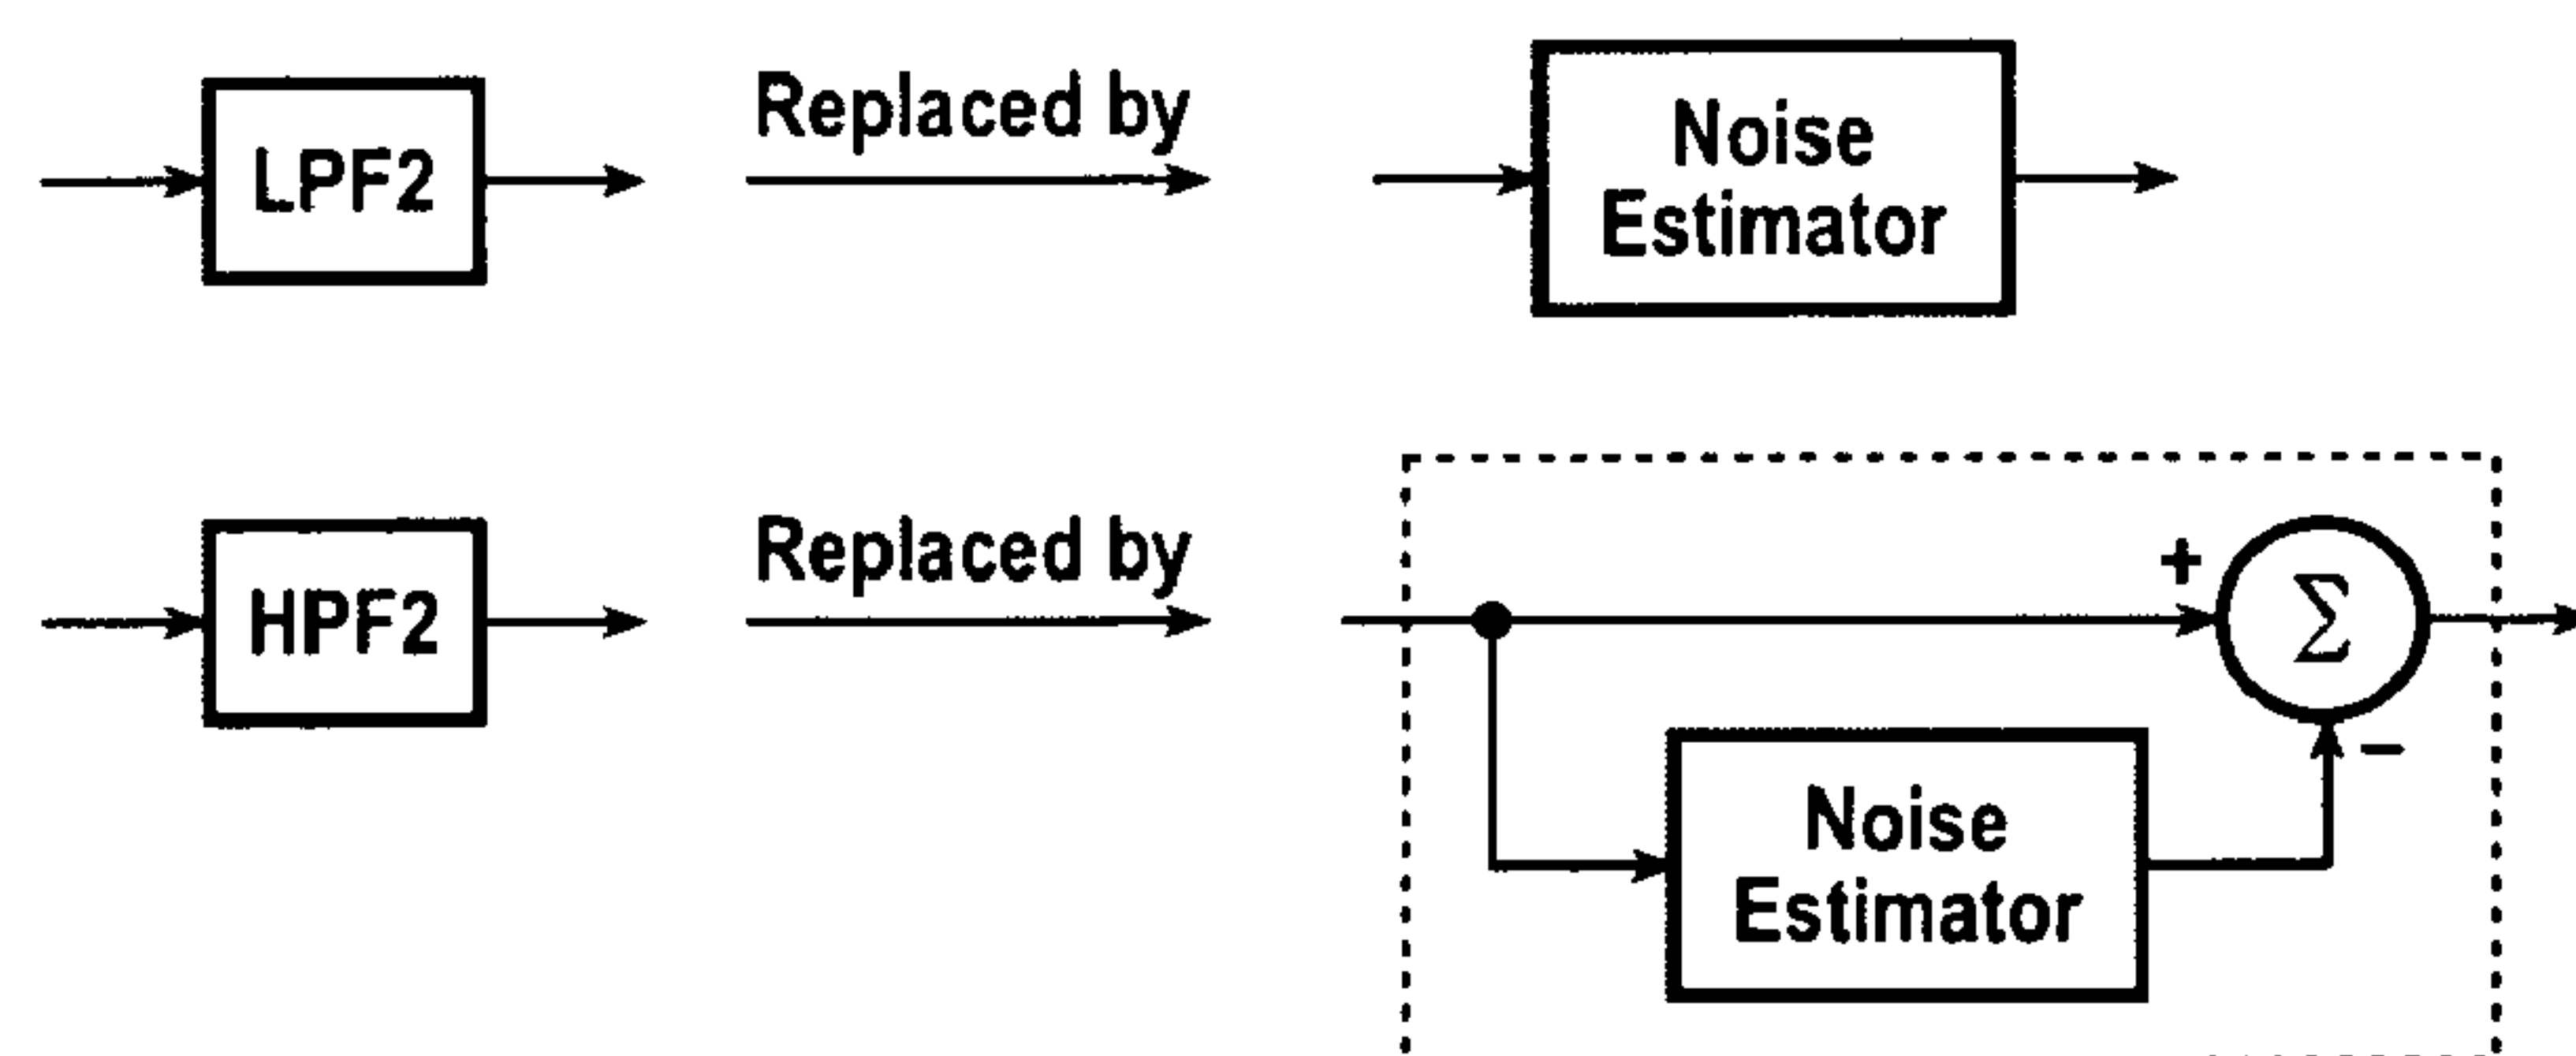 LPF2
Replaced by
Noise
Estimator
HPF2
Replaced by
+
Σ
−
Noise
Estimator